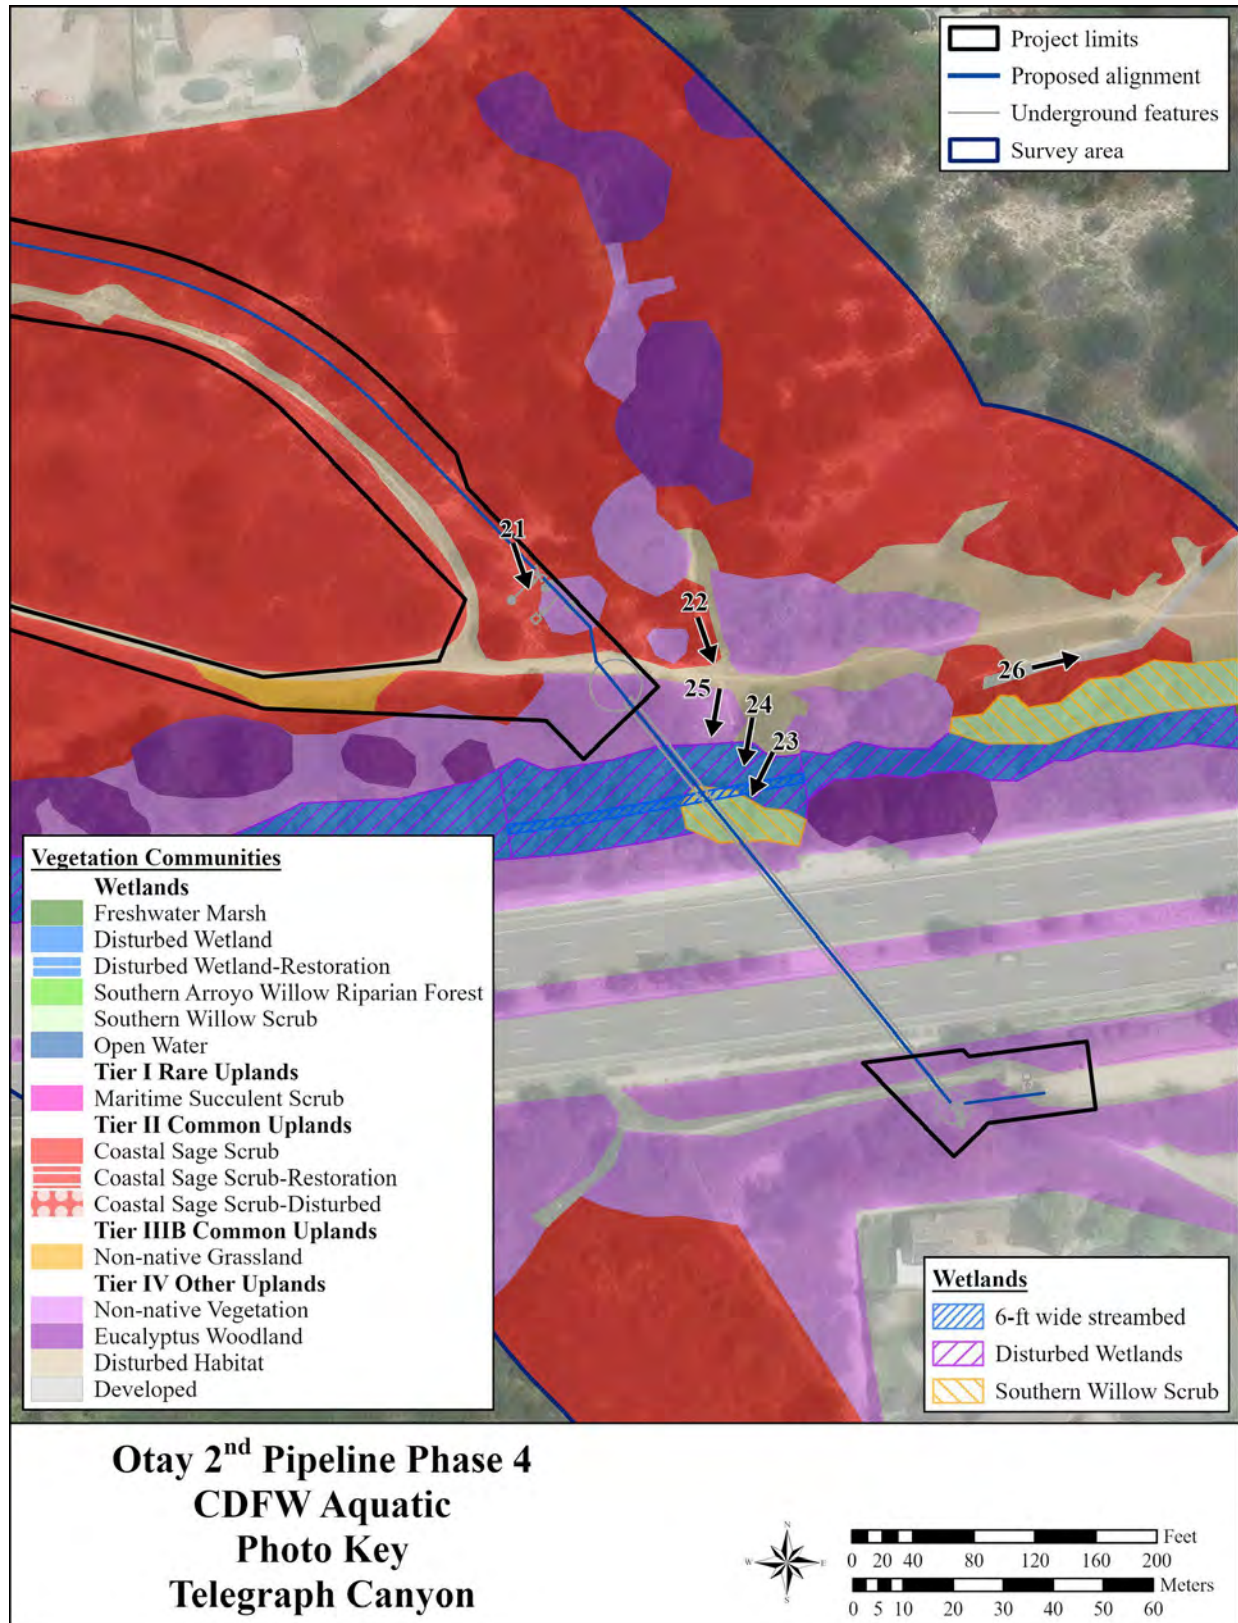 Project limits
Proposed alignment
Underground features
Survey area
21
22
25
24
23
26
Vegetation Communities
Wetlands
Freshwater Marsh
Disturbed Wetland
Disturbed Wetland-Restoration
Southern Arroyo Willow Riparian Forest
Southern Willow Scrub
Open Water
Tier I Rare Uplands
Maritime Succulent Scrub
Tier II Common Uplands
Coastal Sage Scrub
Coastal Sage Scrub-Restoration
Coastal Sage Scrub-Disturbed
Tier IIIB Common Uplands
Non-native Grassland
Tier IV Other Uplands
Non-native Vegetation
Eucalyptus Woodland
Disturbed Habitat
Developed
Wetlands
6-ft wide streambed
Disturbed Wetlands
Southern Willow Scrub
Otay 2nd Pipeline Phase 4
CDFW Aquatic
Photo Key
Telegraph Canyon
N
W E
S
Feet
0 20 40 80 120 160 200
Meters
0 5 10 20 30 40 50 60